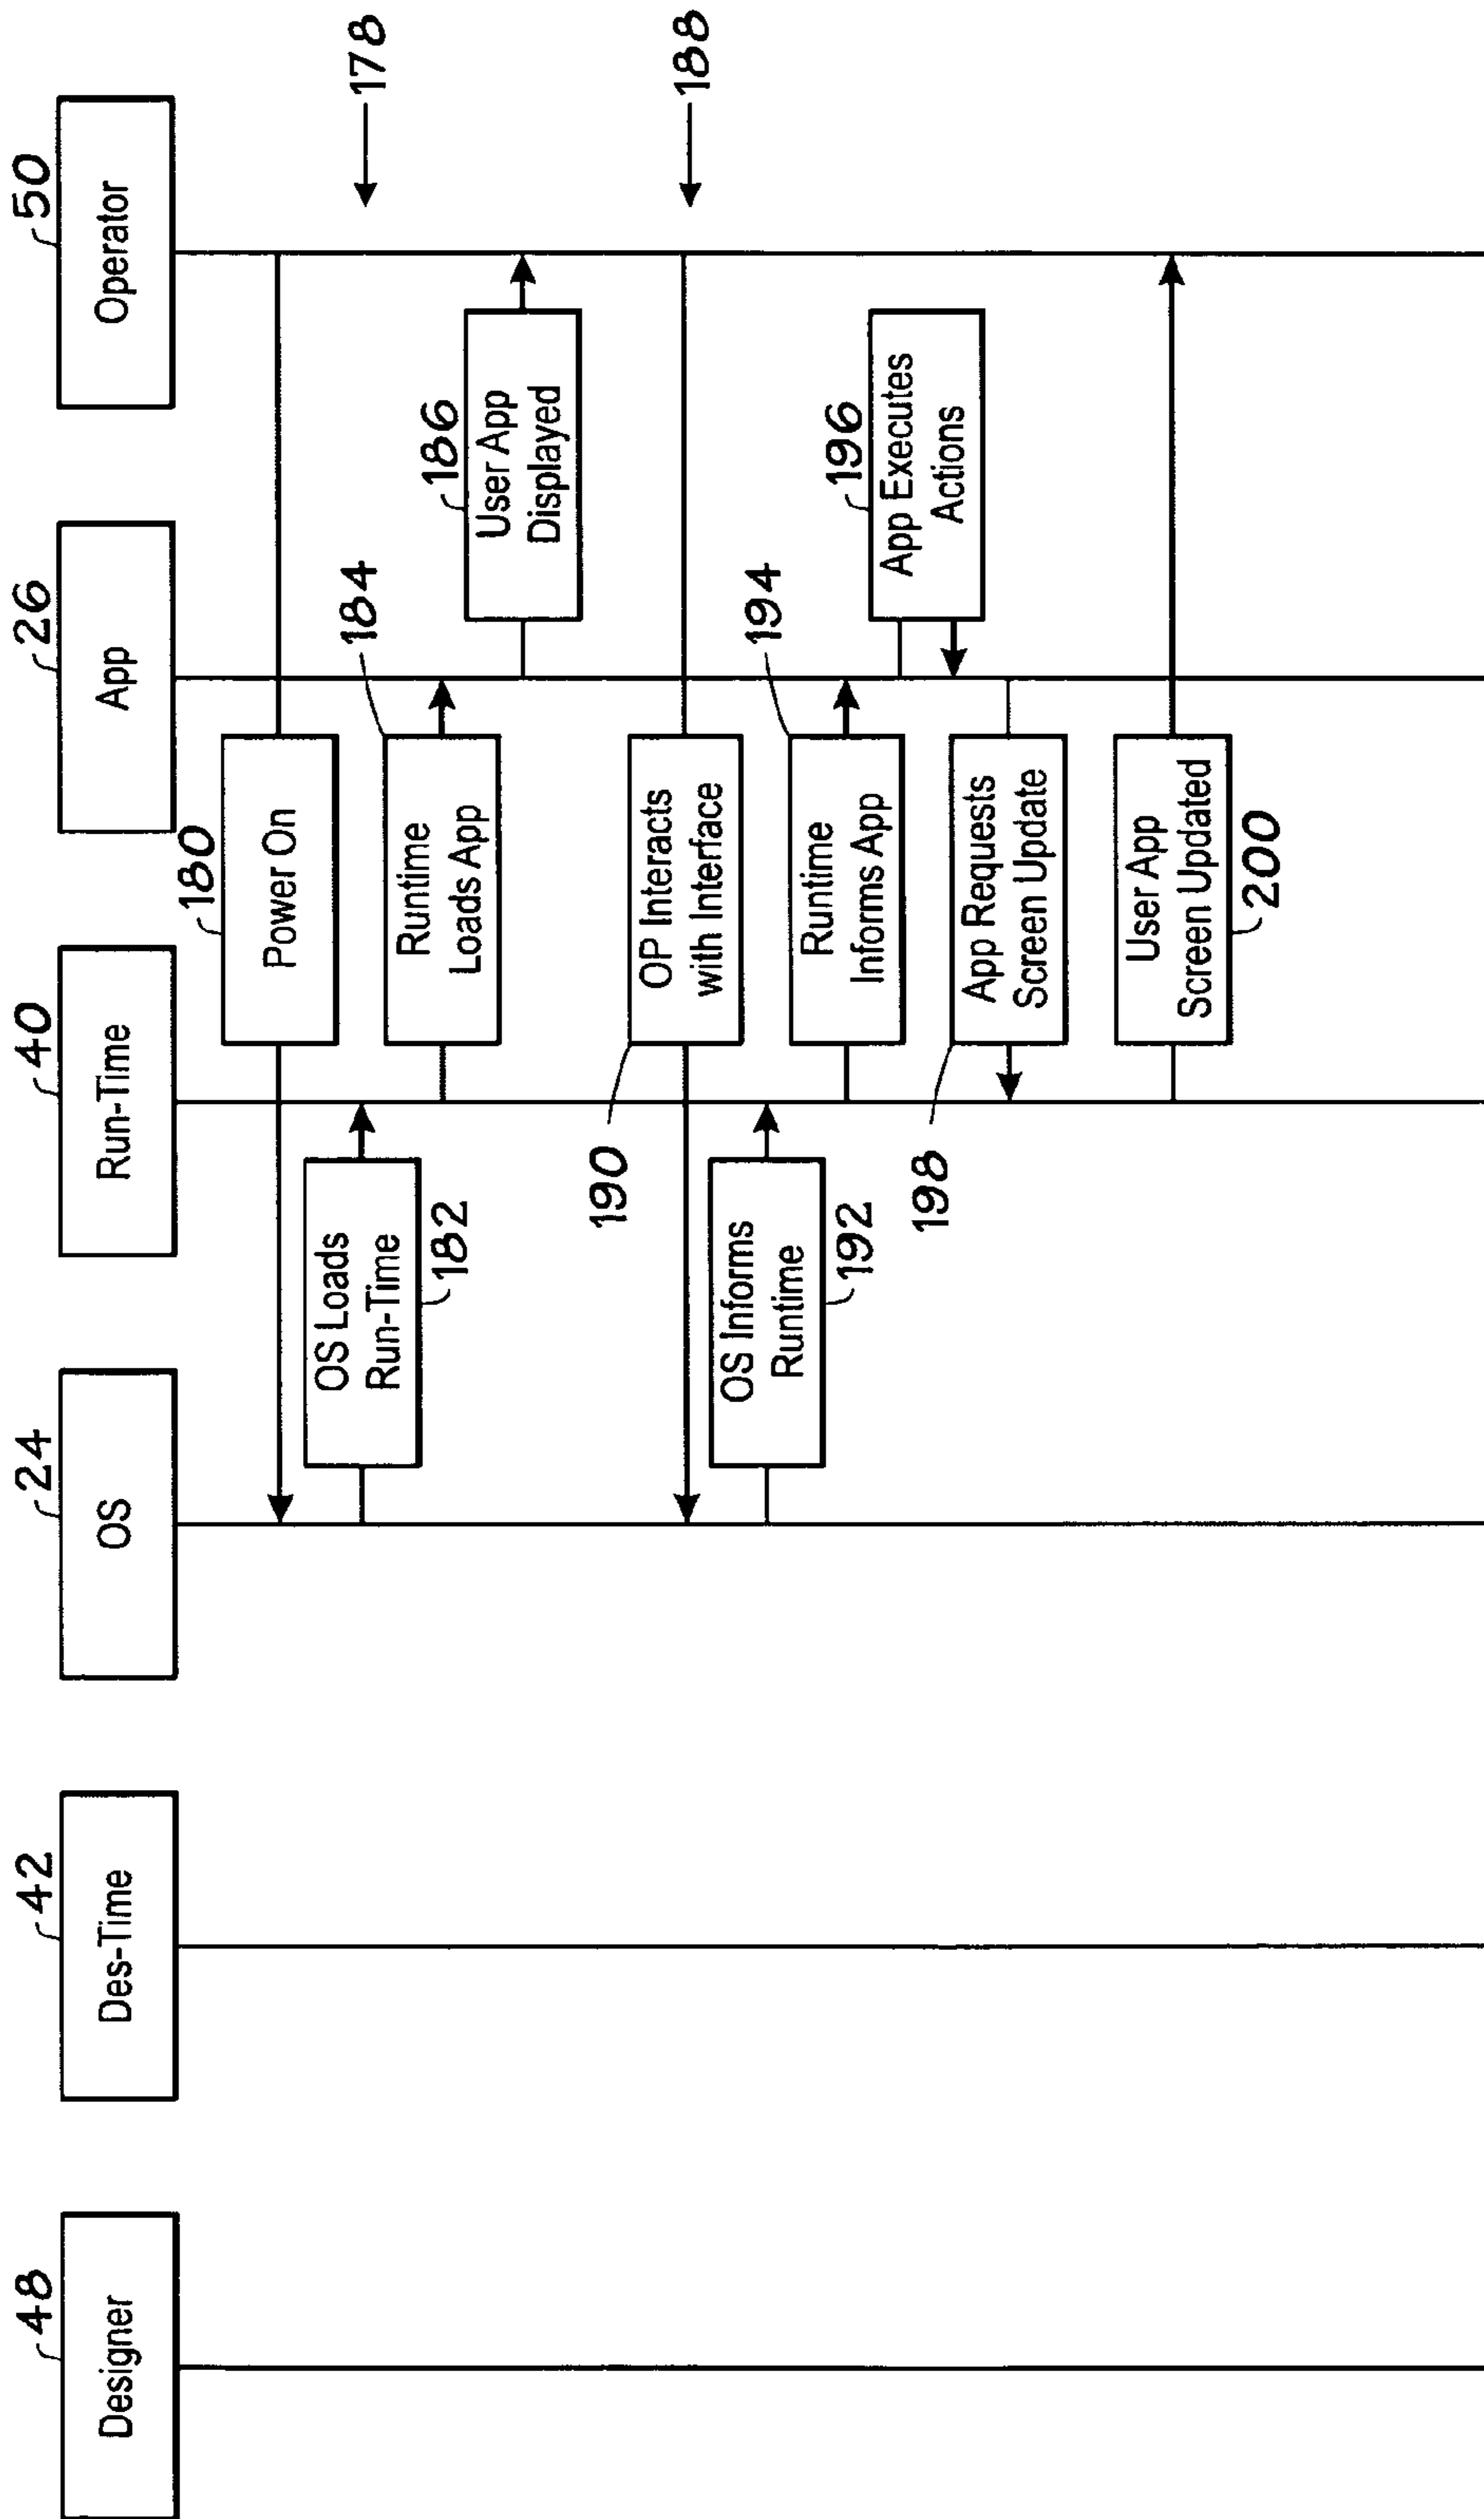 48
Designer
42
Des-Time
24
OS
40
Run-Time
26
App
50
Operator
180
Power On
178
OS Loads
Run-Time
182
184
Runtime
Loads App
186
User App
Displayed
188
190
OP Interacts
with Interface
OS Informs
Runtime
192
194
Runtime
Informs App
196
App Executes
Actions
198
App Requests
Screen Update
User App
Screen Updated
200